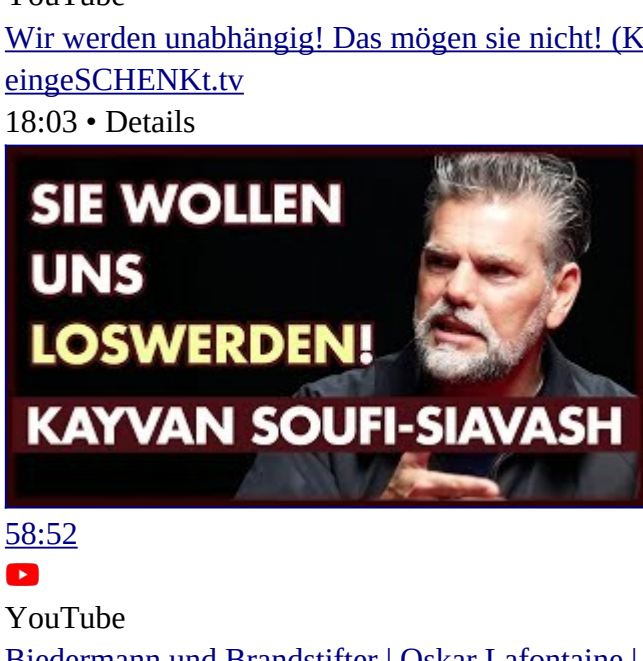 YouTube
Wir werden unabhängig! Das mögen sie nicht! (K
eingeSCHENKt.tv
18:03 • Details
SIE WOLLEN
UNS
LOSWERDEN!
KAYVAN SOUFI-SIAVASH
58:52
YouTube
Biedermann und Brandstifter | Oskar Lafontaine |